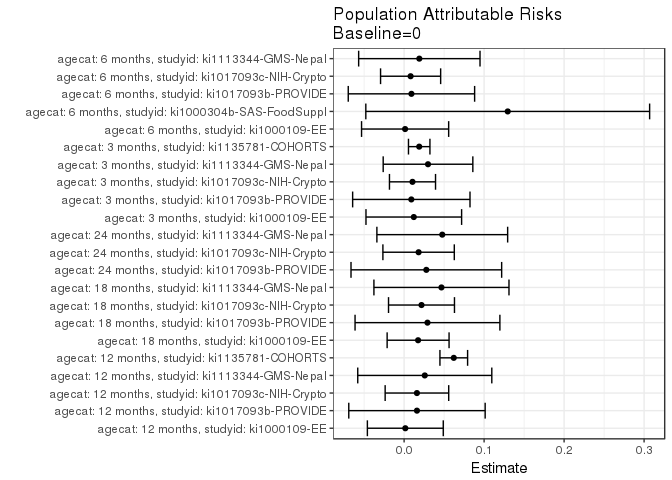 Population Attributable Risks
Baseline=0
agecat: 6 months, studyid: ki1113344-GMS-Nepal
agecat: 6 months, studyid: ki1017093c-NIH-Crypto
agecat: 6 months, studyid: ki1017093b-PROVIDE
agecat: 6 months, studyid: ki1000304b-SAS-FoodSuppl
agecat: 6 months, studyid: ki1000109-EE
agecat: 3 months, studyid: ki1135781-COHORTS
agecat: 3 months, studyid: ki1113344-GMS-Nepal
agecat: 3 months, studyid: ki1017093c-NIH-Crypto
agecat: 3 months, studyid: ki1017093b-PROVIDE
agecat: 3 months, studyid: ki1000109-EE
agecat: 24 months, studyid: ki1113344-GMS-Nepal
agecat: 24 months, studyid: ki1017093c-NIH-Crypto
agecat: 24 months, studyid: ki1017093b-PROVIDE
agecat: 18 months, studyid: ki1113344-GMS-Nepal
agecat: 18 months, studyid: ki1017093c-NIH-Crypto
agecat: 18 months, studyid: ki1017093b-PROVIDE
agecat: 18 months, studyid: ki1000109-EE
agecat: 12 months, studyid: ki1135781-COHORTS
agecat: 12 months, studyid: ki1113344-GMS-Nepal
agecat: 12 months, studyid: ki1017093c-NIH-Crypto
agecat: 12 months, studyid: ki1017093b-PROVIDE
agecat: 12 months, studyid: ki1000109-EE
0.0 0.1 0.2 0.3
Estimate